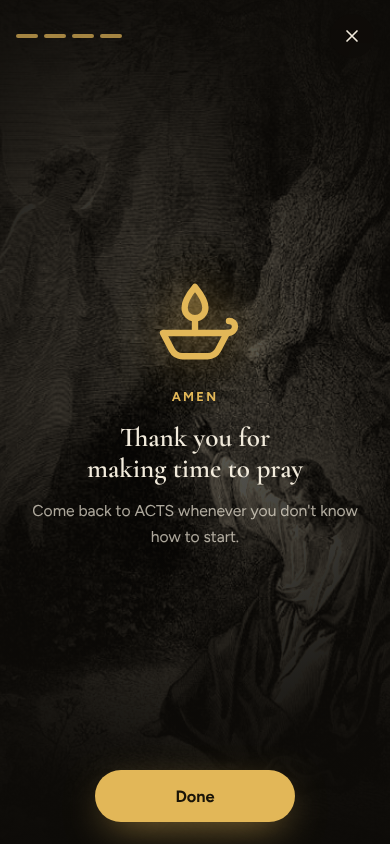 AMEN
Thank you for
making time to pray
Come back to ACTS whenever you don't know
how to start.
Done